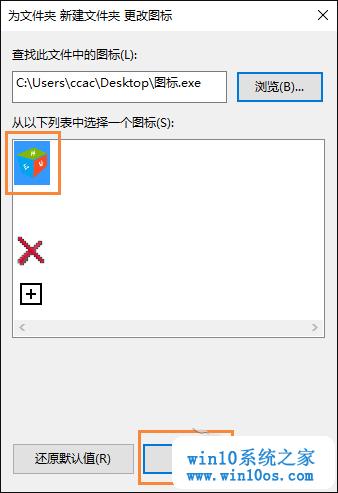 为文件夹 新建文件夹 更改图标
查找此文件中的图标(L):
C:\Users\ccac\Desktop\图标.exe
浏览(B)...
从以下列表中选择一个图标(S):
还原默认值(R)
win10系统之家
www.win10os.com